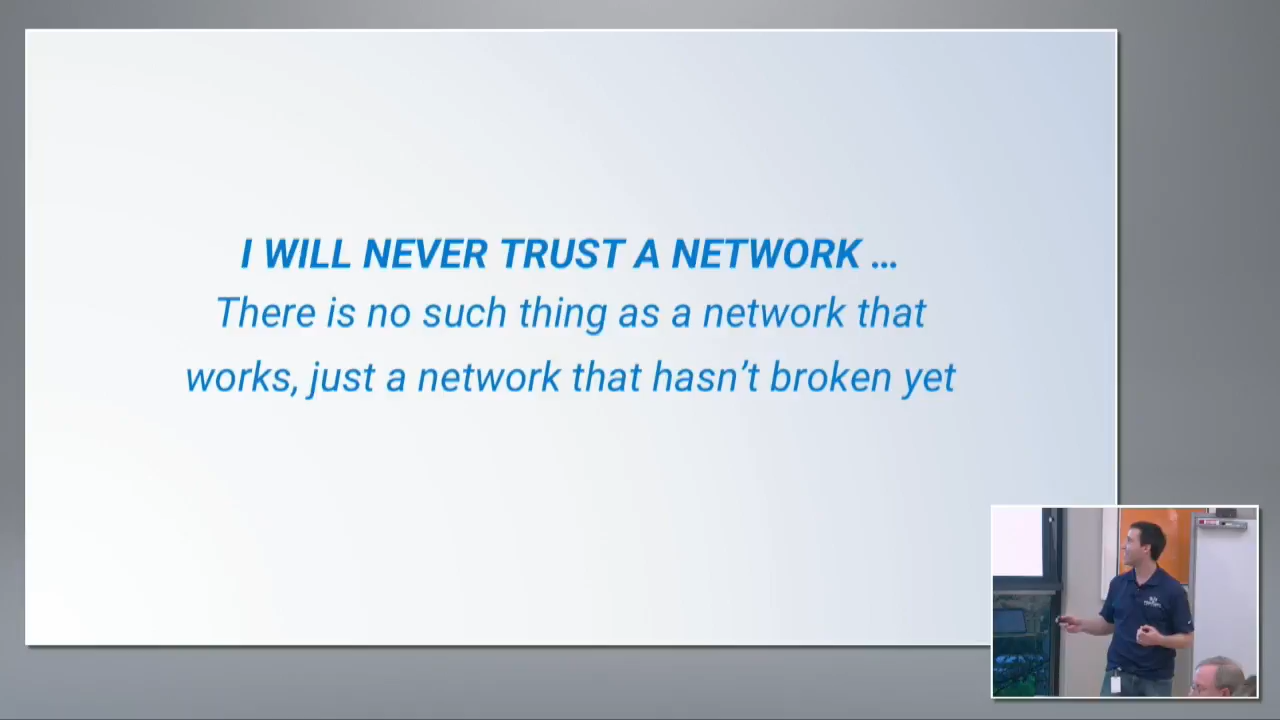 I WILL NEVER TRUST A NETWORK …
There is no such thing as a network that
works, just a network that hasn’t broken yet